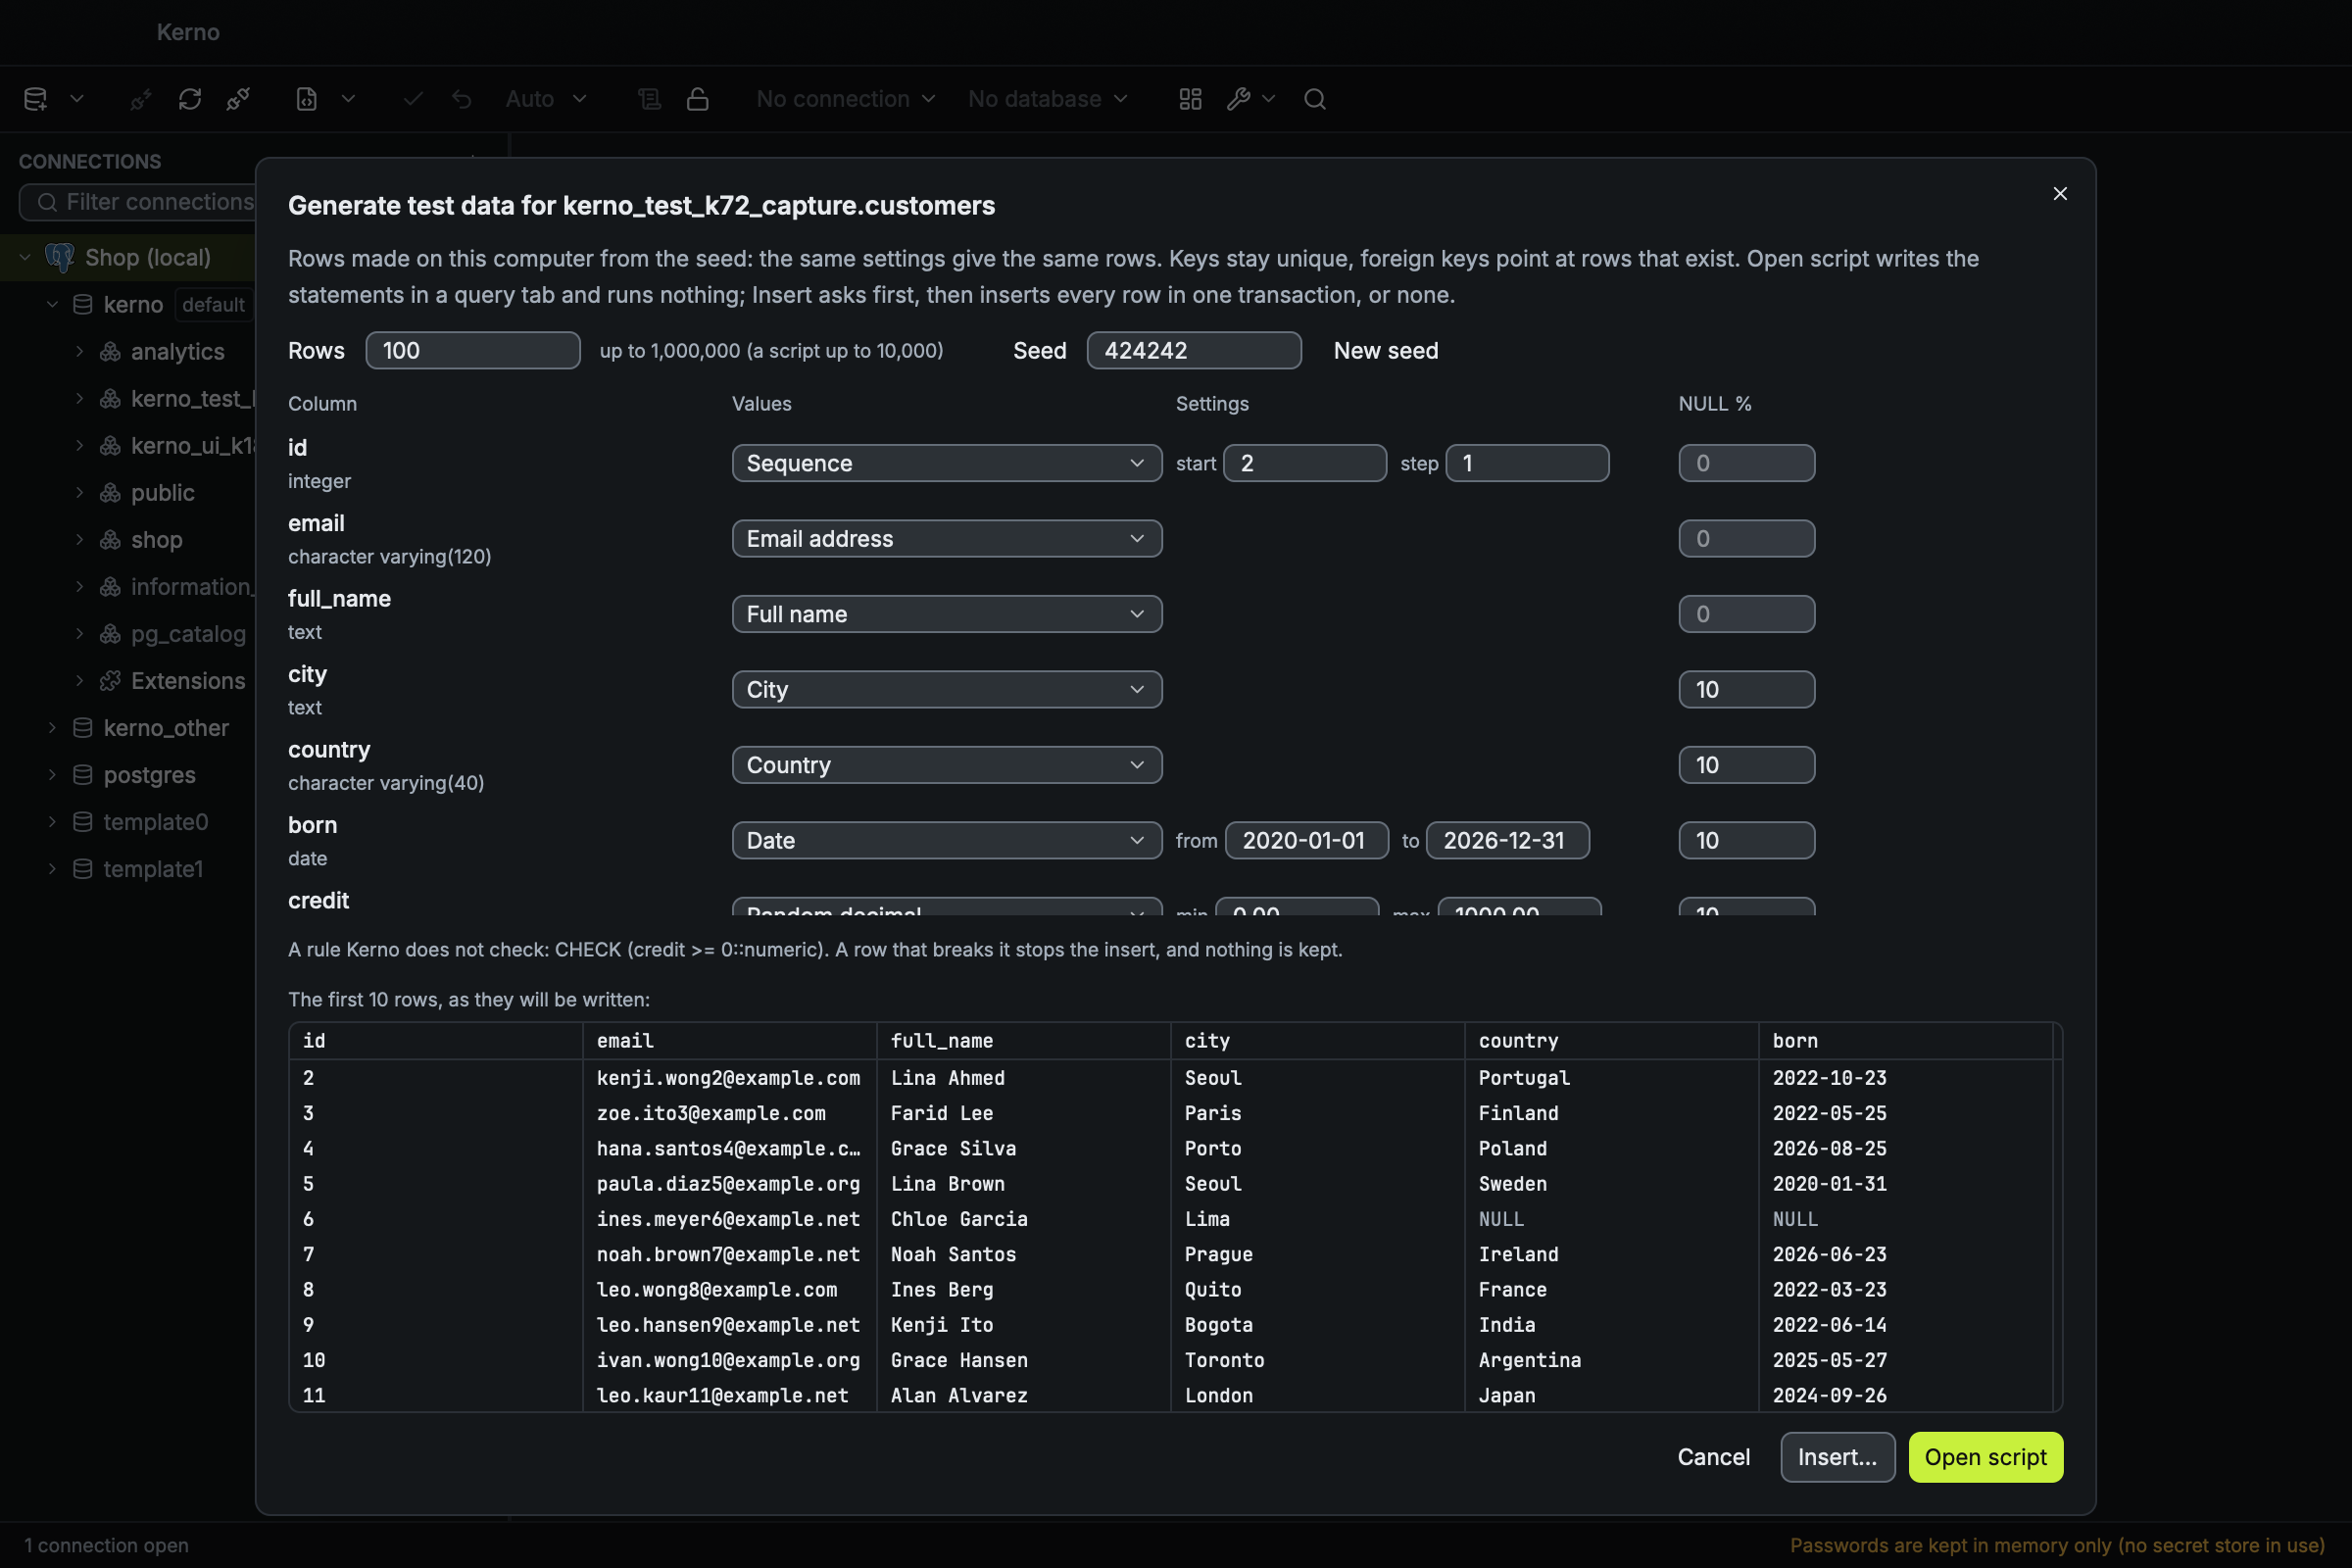 Kerno
Auto
No connection
No database
CONNECTIONS
Filter connections
Shop (local)
kerno default
analytics
kerno_test_
kerno_ui_k1
public
shop
information_
pg_catalog
Extensions
kerno_other
postgres
template0
template1
Generate test data for kerno_test_k72_capture.customers
Rows made on this computer from the seed: the same settings give the same rows. Keys stay unique, foreign keys point at rows that exist. Open script writes the
statements in a query tab and runs nothing; Insert asks first, then inserts every row in one transaction, or none.
Rows 100 up to 1,000,000 (a script up to 10,000) Seed 424242 New seed
Column Values Settings NULL %
id
integer
Sequence start 2 step 1 0
email
character varying(120)
Email address 0
full_name
text
Full name 0
city
text
City 10
country
character varying(40)
Country 10
born
date
Date from 2020-01-01 to 2026-12-31 10
credit
Random decimal min 0.00 max 1000.00 10
A rule Kerno does not check: CHECK (credit >= 0::numeric). A row that breaks it stops the insert, and nothing is kept.
The first 10 rows, as they will be written:
id email full_name city country born
2 kenji.wong2@example.com Lina Ahmed Seoul Portugal 2022-10-23
3 zoe.ito3@example.com Farid Lee Paris Finland 2022-05-25
4 hana.santos4@example.c… Grace Silva Porto Poland 2026-08-25
5 paula.diaz5@example.org Lina Brown Seoul Sweden 2020-01-31
6 ines.meyer6@example.net Chloe Garcia Lima NULL NULL
7 noah.brown7@example.net Noah Santos Prague Ireland 2026-06-23
8 leo.wong8@example.com Ines Berg Quito France 2022-03-23
9 leo.hansen9@example.net Kenji Ito Bogota India 2022-06-14
10 ivan.wong10@example.org Grace Hansen Toronto Argentina 2025-05-27
11 leo.kaur11@example.net Alan Alvarez London Japan 2024-09-26
Cancel Insert... Open script
1 connection open
Passwords are kept in memory only (no secret store in use)